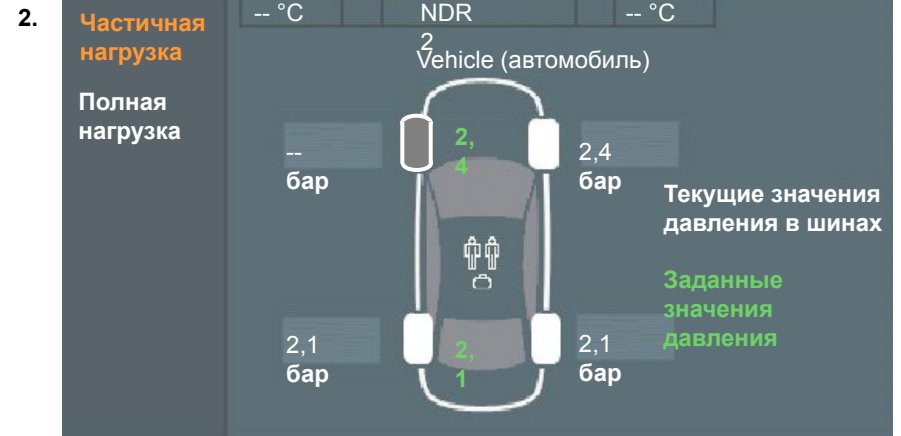 2.
Частичная
нагрузка
Полная
нагрузка
-- °C
NDR
2
-- °C
Vehicle (автомобиль)
--
бар
2,
4
2,4
бар
Текущие значения
давления в шинах
Заданные
значения
давления
2,1
бар
2,
1
2,1
бар